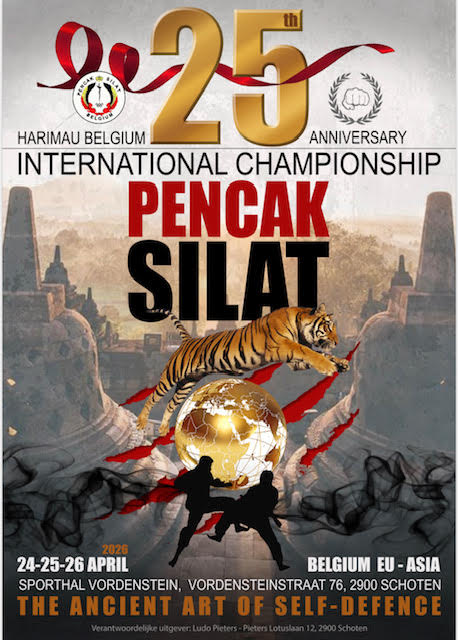 25th
PENCAK SILAT
BELGIUM
HARIMAU BELGIUM
ANNIVERSARY
INTERNATIONAL CHAMPIONSHIP
PENCAK
SILAT
2026
24-25-26 APRIL
BELGIUM EU - ASIA
SPORTHAL VORDENSTEIN, VORDENSTEINSTRAAT 76, 2900 SCHOTEN
THE ANCIENT ART OF SELF-DEFENCE
Verantwoordelijke uitgever: Ludo Pieters - Pieters Lotuslaan 12, 2900 Schoten